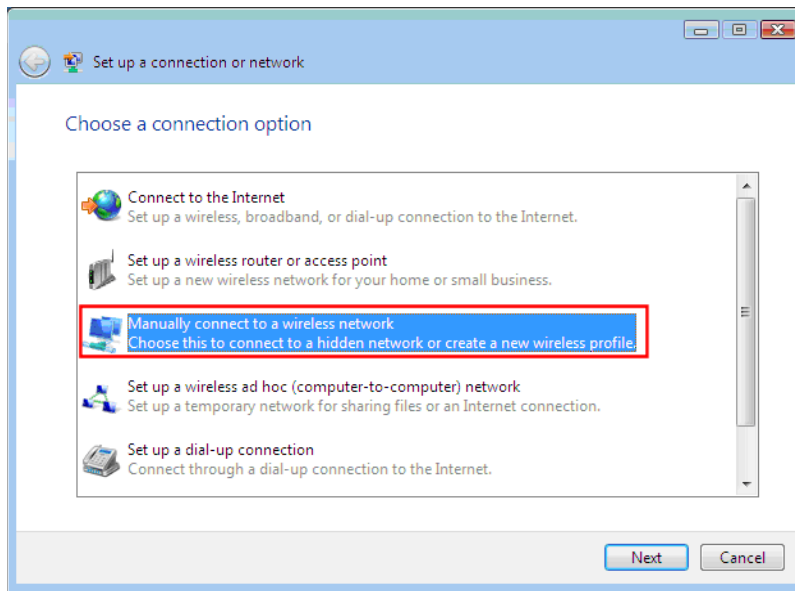 Set up a connection or network
Choose a connection option
Connect to the Internet
Set up a wireless, broadband, or dial-up connection to the Internet.
Set up a wireless router or access point
Set up a new wireless network for your home or small business.
Manually connect to a wireless network
Choose this to connect to a hidden network or create a new wireless profile.
Set up a wireless ad hoc (computer-to-computer) network
Set up a temporary network for sharing files or an Internet connection.
Set up a dial-up connection
Connect through a dial-up connection to the Internet.
Next Cancel